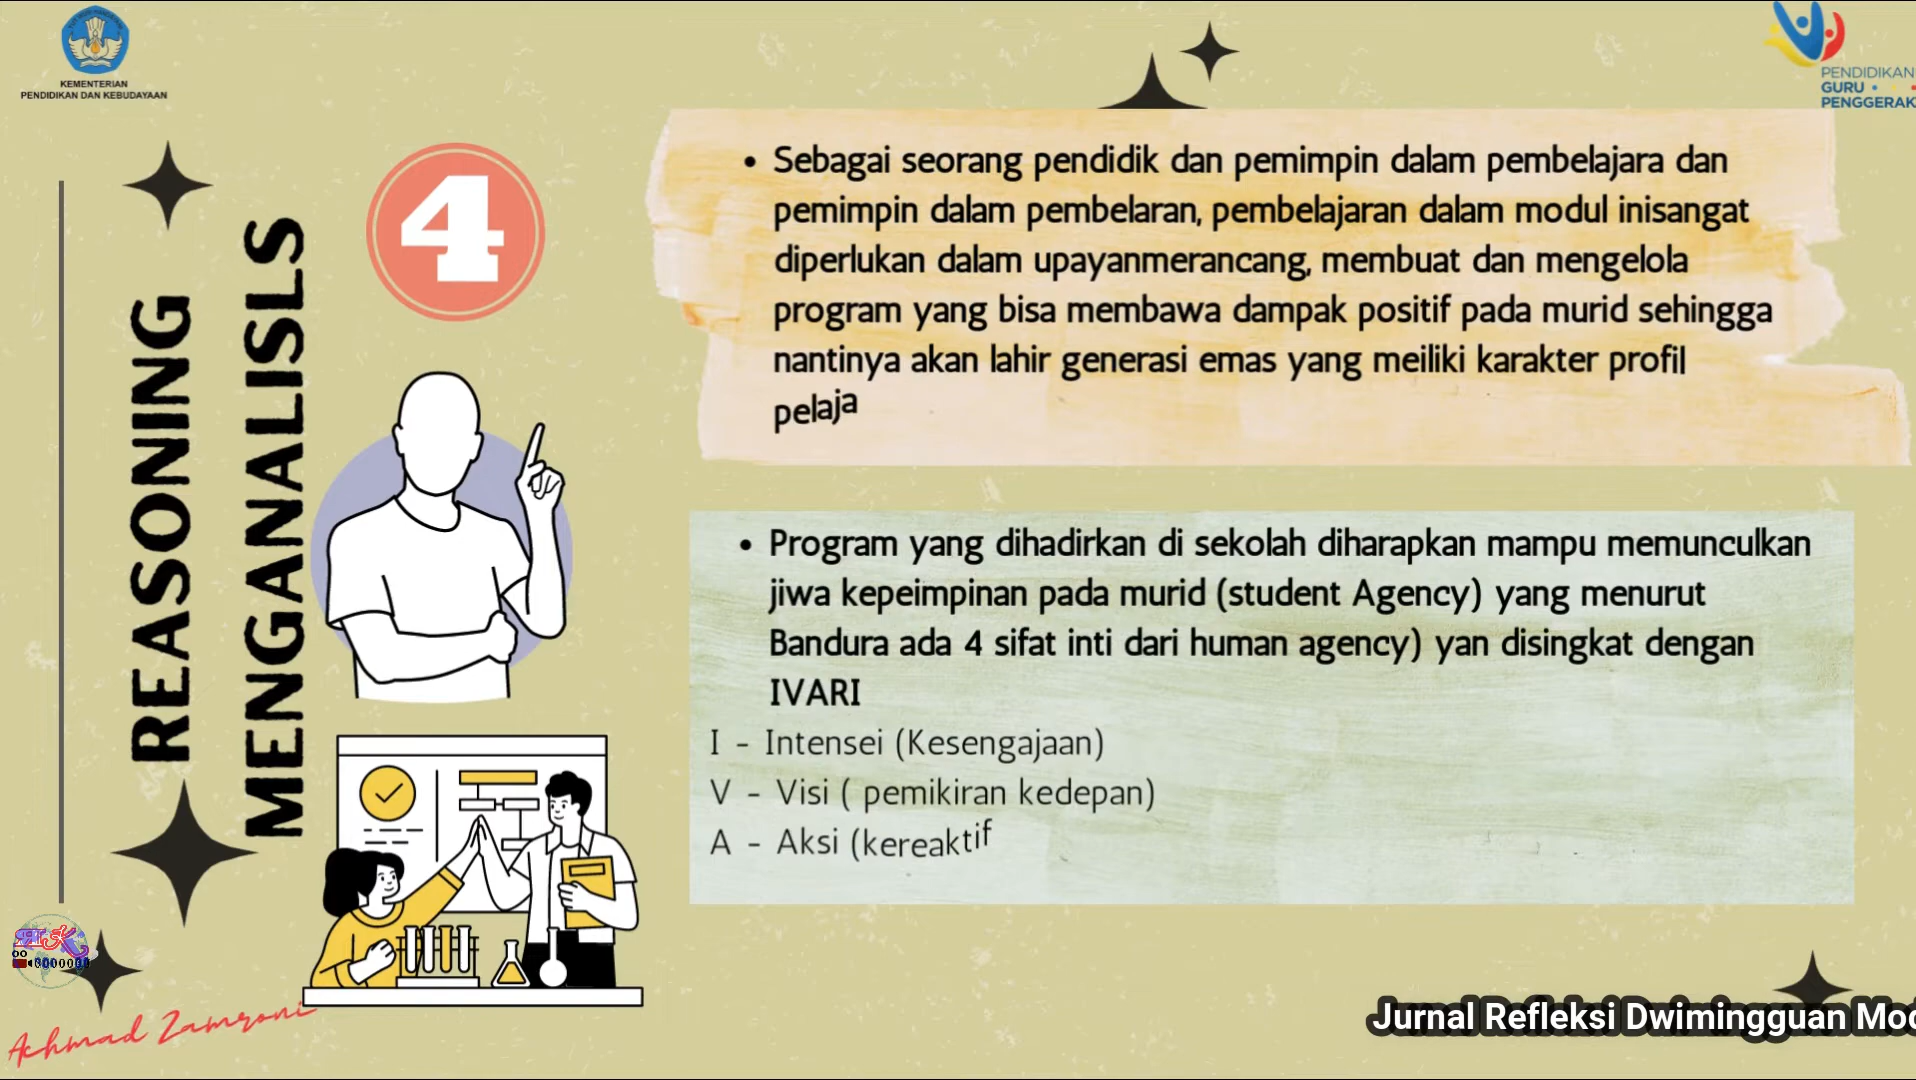 KEMENTERIAN
PENDIDIKAN DAN KEBUDAYAAN
PENDIDIKAN
GURU
PENGGERAK
REASONING
MENGANALISLS
4
• Sebagai seorang pendidik dan pemimpin dalam pembelajara dan
pemimpin dalam pembelaran, pembelajaran dalam modul inisangat
diperlukan dalam upayanmerancang, membuat dan mengelola
program yang bisa membawa dampak positif pada murid sehingga
nantinya akan lahir generasi emas yang meiliki karakter profil
pelaja
• Program yang dihadirkan di sekolah diharapkan mampu memunculkan
jiwa kepeimpinan pada murid (student Agency) yang menurut
Bandura ada 4 sifat inti dari human agency) yan disingkat dengan
IVARI
I - Intensei (Kesengajaan)
V - Visi ( pemikiran kedepan)
A - Aksi (kereaktif
Achmad Zamroni
Jurnal Refleksi Dwimingguan Mod